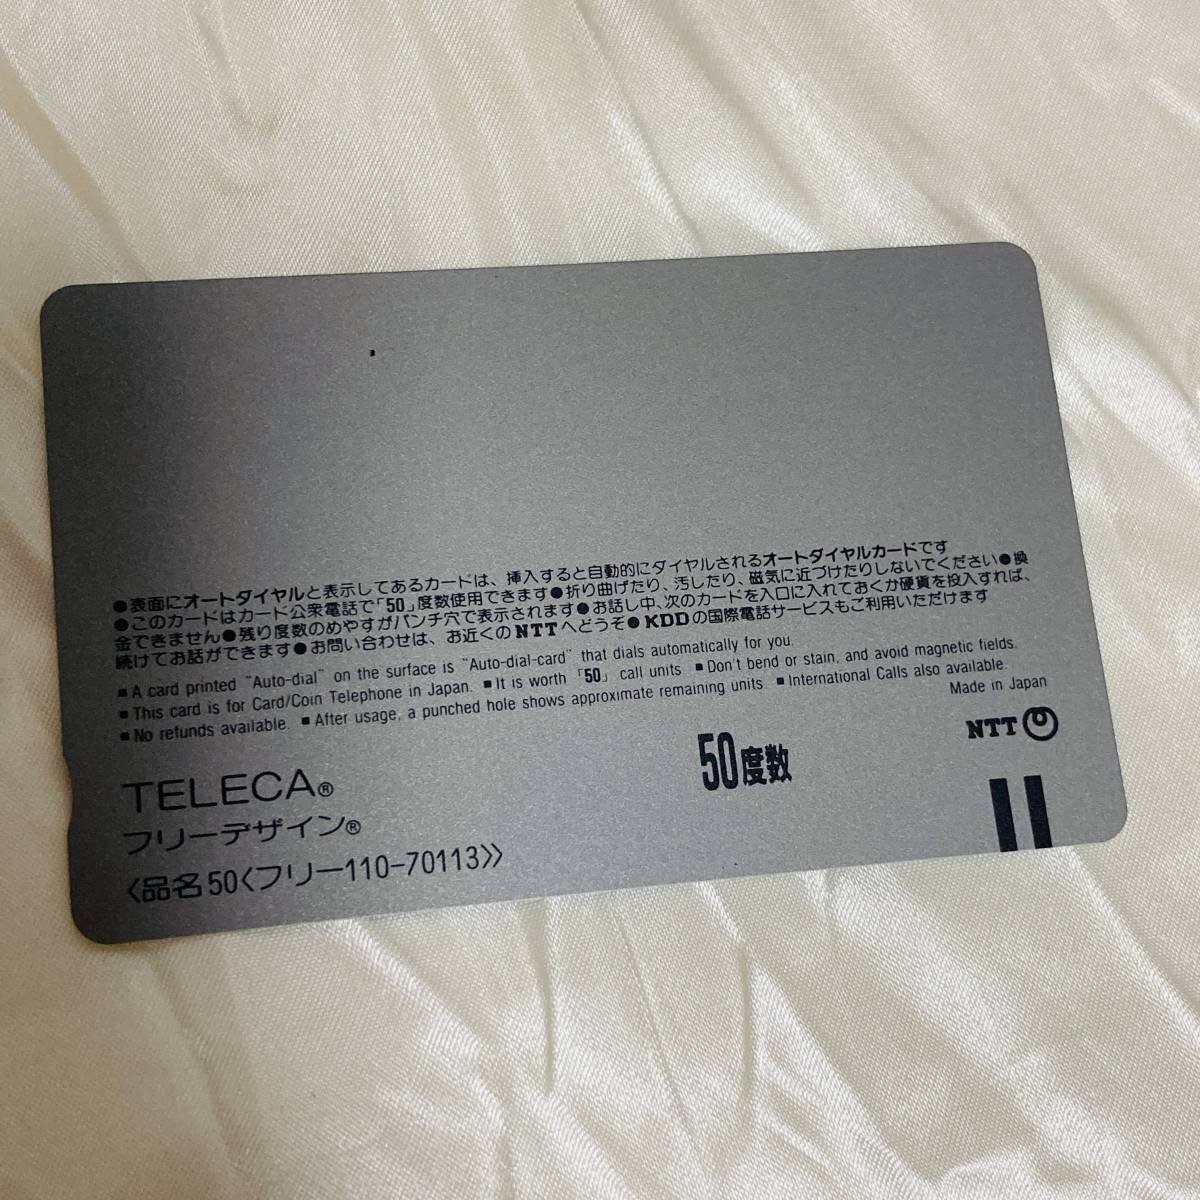 ●表面にオートダイヤルと表示してあるカードは、挿入すると自動的にダイヤルされるオートダイヤルカードです
●このカードはカード公衆電話で「50」度数使用できます●折り曲げたり、汚したり、磁気に近づけたりしないでください●換
金できません●残り度数のめやすがパンチ穴で表示されます●お話し中、次のカードを入口に入れておくか硬貨を投入すれば、
続けてお話ができます●お問い合わせは、お近くのNTTへどうぞ●KDDの国際電話サービスもご利用いただけます
■A card printed "Auto-dial" on the surface is "Auto-dial-card" that dials automatically for you.
■This card is for Card/Coin Telephone in Japan. ■It is worth「50」call units ■Don't bend or stain, and avoid magnetic fields.
■No refunds available. ■After usage, a punched hole shows approximate remaining units. ■International Calls also available.
Made in Japan
NTT
TELECA®
50度数
フリーデザイン®
〈品名50〈フリー110-70113〉〉